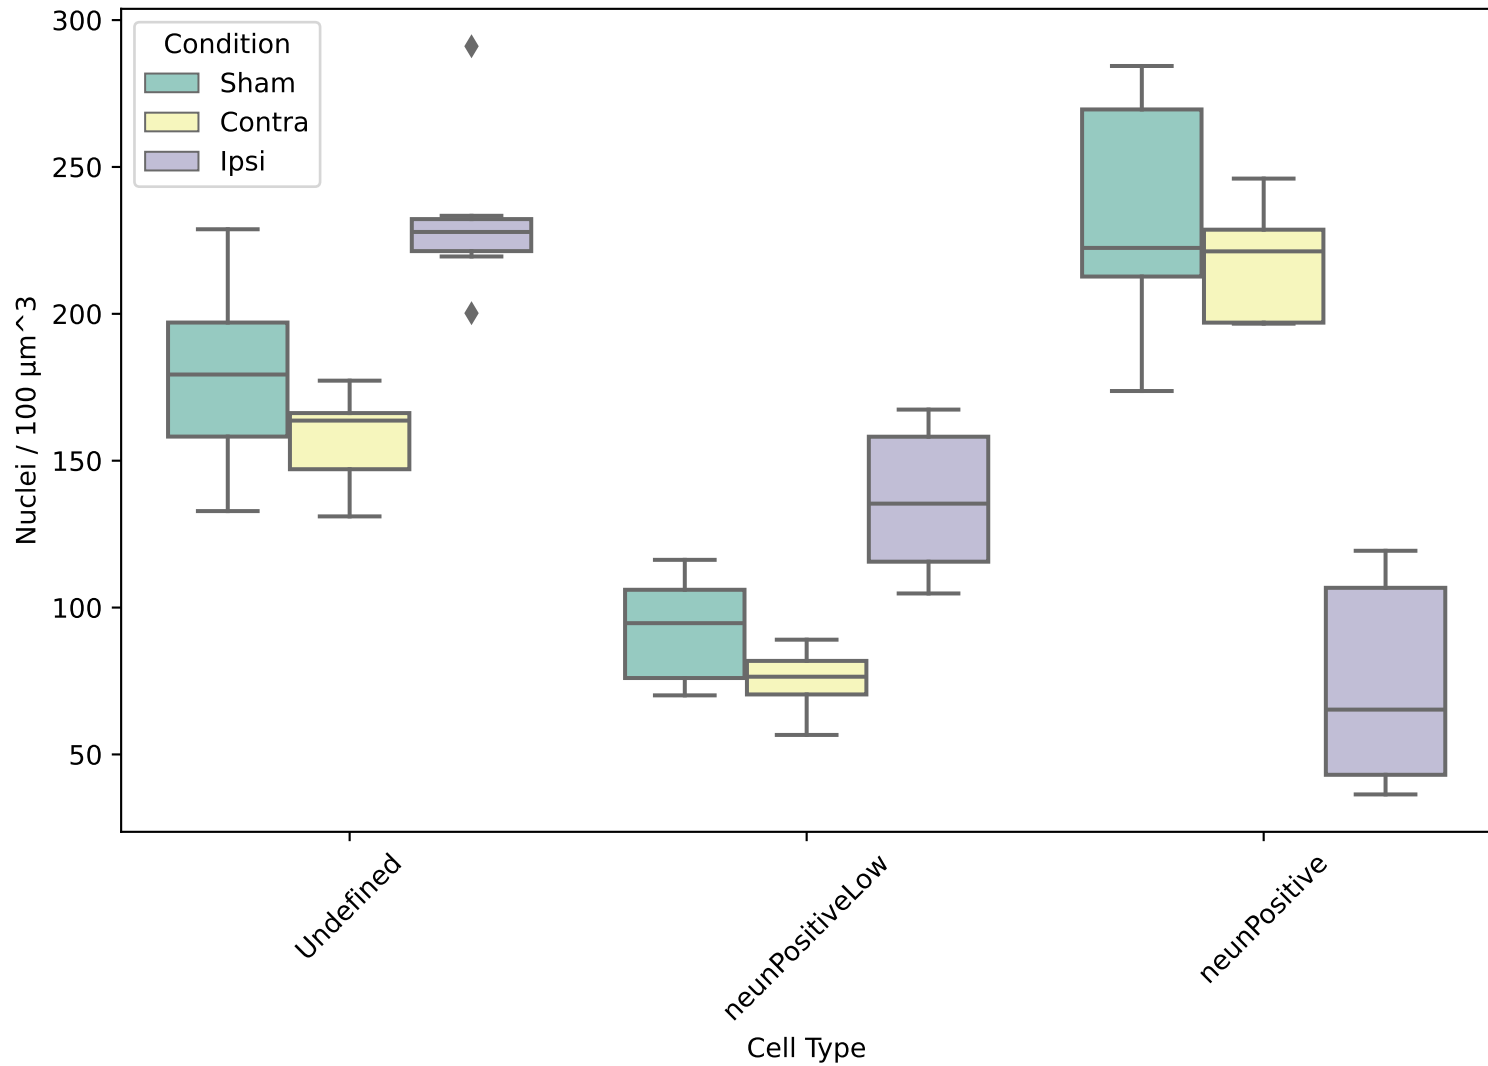 Condition
Sham
Contra
Ipsi
300
250
200
150
100
50
Nuclei / 100 µm^3
Undefined
neunPositiveLow
neunPositive
Cell Type